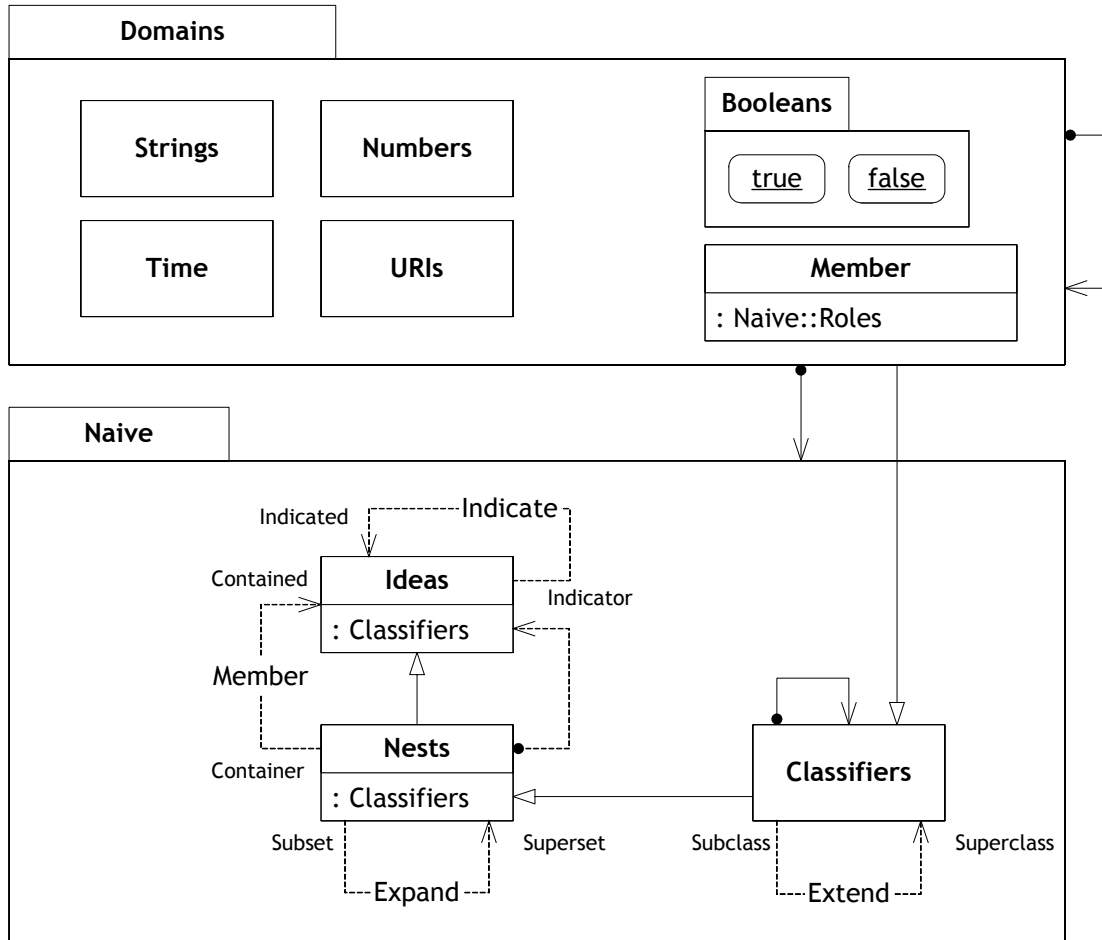 Domains
Booleans
Strings
Numbers
true
false
Time
URIs
Member
: Naive::Roles
Naive
Indicated
Indicate
Contained
Ideas
Indicator
: Classifiers
Member
Nests
Container
Classifiers
: Classifiers
Subset
Superset
Subclass
Superclass
Expand
Extend